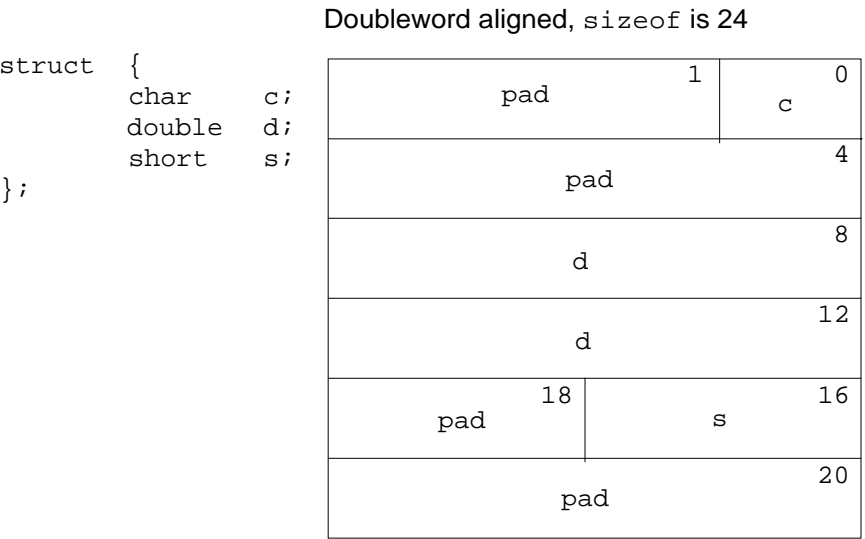 Doubleword aligned, sizeof is 24
struct {
char c;
double d;
short s;
};
1 0
pad c
4
pad
8
d
12
d
18 16
pad s
20
pad